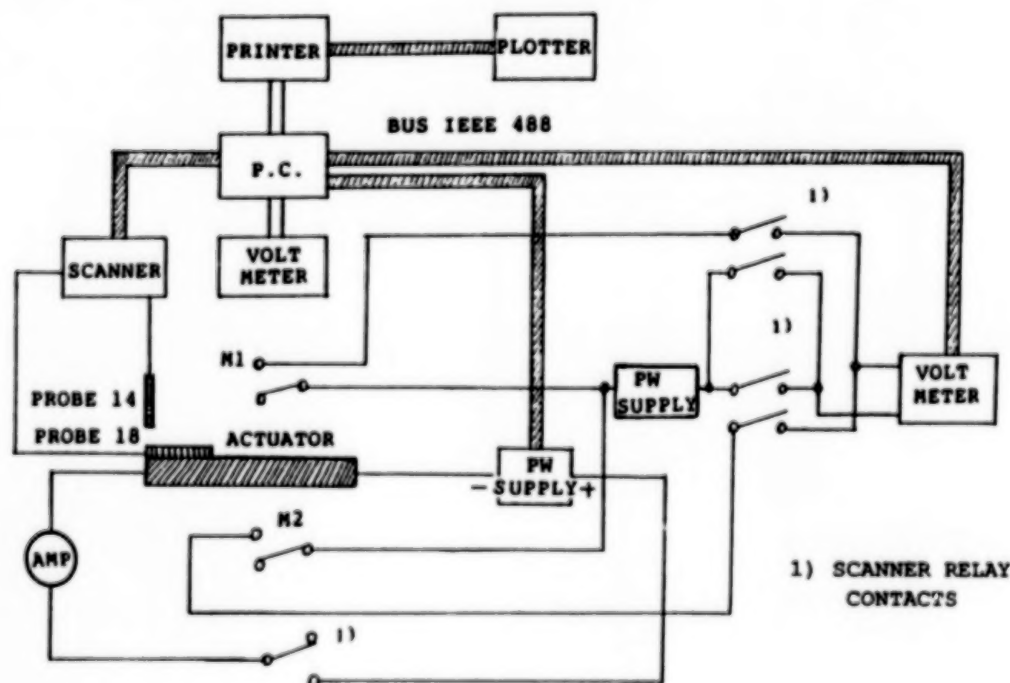 PRINTER
PLOTTER
BUS IEEE 488
P.C.
1)
SCANNER
VOLT
METER
1)
M1
PW
SUPPLY
VOLT
METER
PROBE 14
PROBE 18
ACTUATOR
PW
- SUPPLY +
M2
AMP
1) SCANNER RELAY
CONTACTS
1)